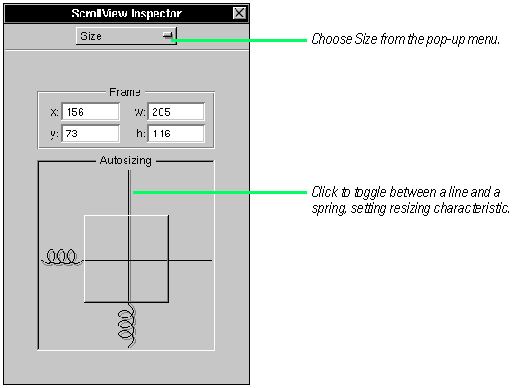 ScrollView Inspector
Size
Choose Size from the pop-up menu.
Frame
x: 156 w: 205
y: 73 h: 116
Autosizing
Click to toggle between a line and a
spring, setting resizing characteristic.